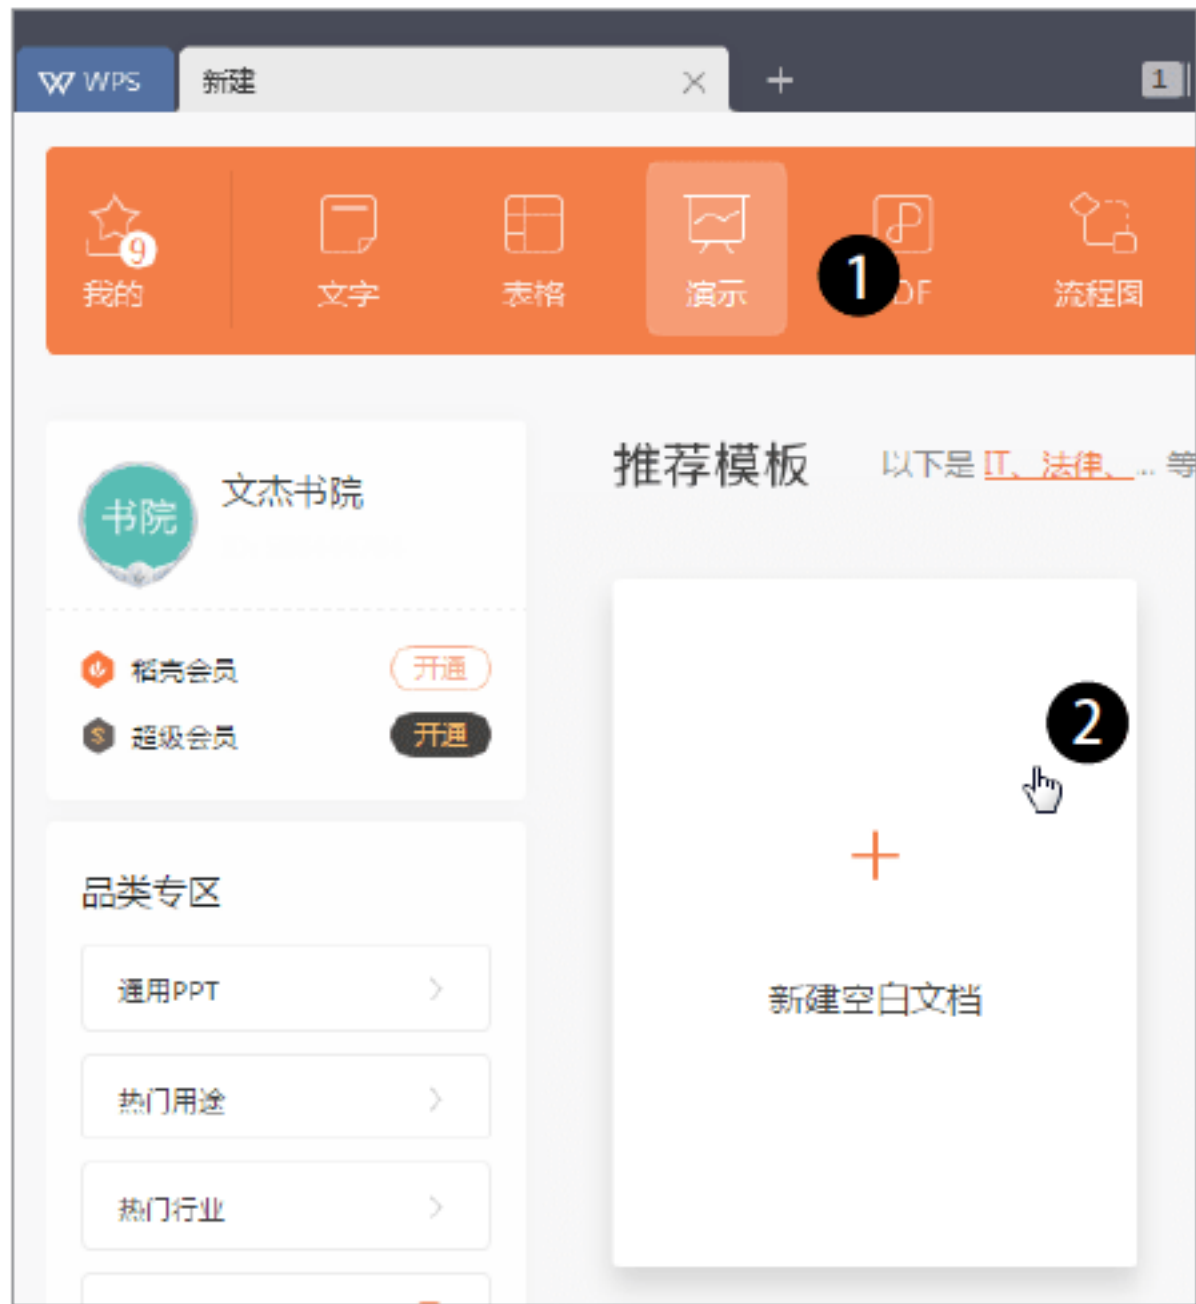 WPS 新建 1
9
我的 文字 表格 演示 1 DF 流程图
推荐模板 以下是 IT、法律、... 等
书院 文杰书院
稻壳会员 开通
2
超级会员 开通
品类专区
通用PPT
新建空白文档
热门用途
热门行业